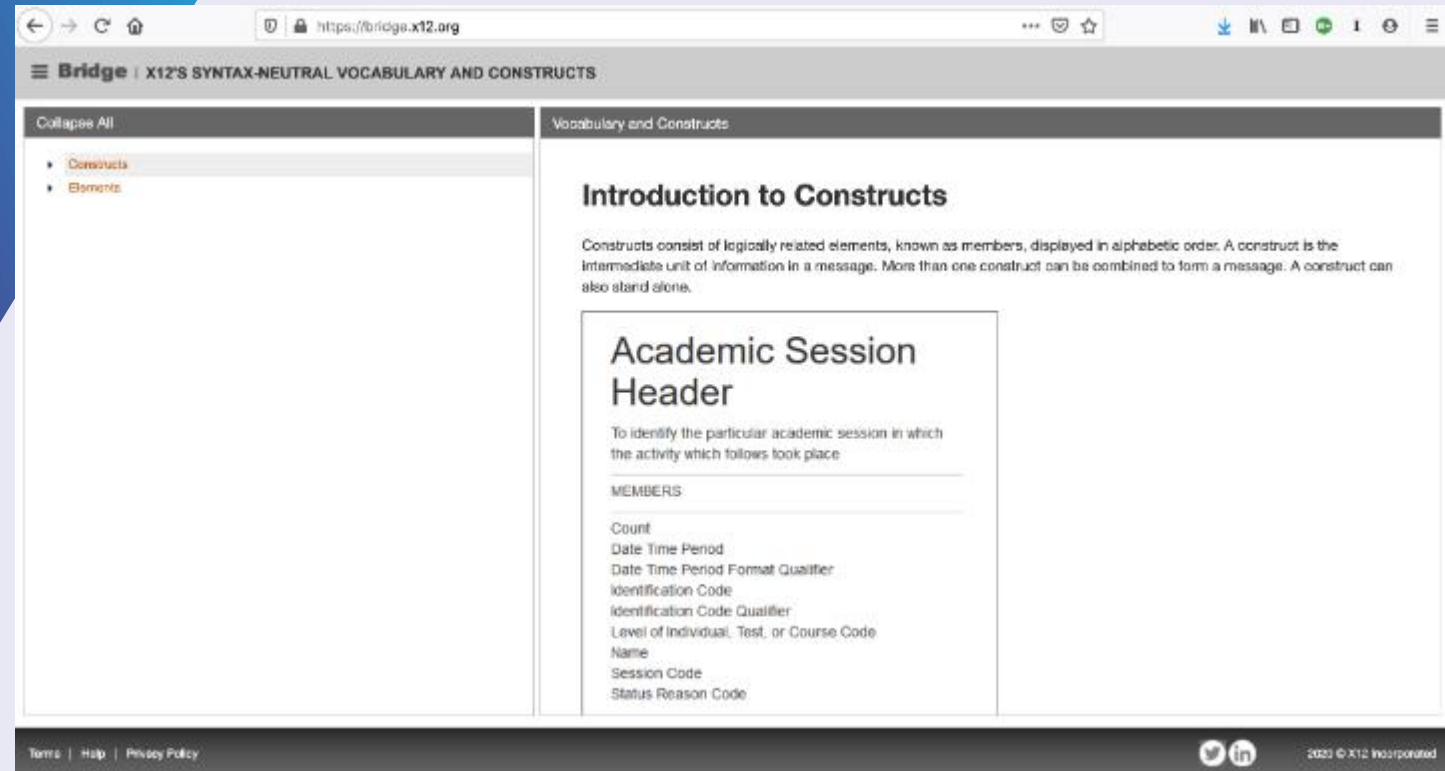 https://bridge.x12.org
Bridge | X12'S SYNTAX-NEUTRAL VOCABULARY AND CONSTRUCTS
Collapse All
Vocabulary and Constructs
Constructs
Elements
Introduction to Constructs
Constructs consist of logically related elements, known as members, displayed in alphabetic order. A construct is the
intermediate unit of information in a message. More than one construct can be combined to form a message. A construct can
also stand alone.
Academic Session
Header
To identify the particular academic session in which
the activity which follows took place
MEMBERS
Count
Date Time Period
Date Time Period Format Qualifier
Identification Code
Identification Code Qualifier
Level of Individual, Test, or Course Code
Name
Session Code
Status Reason Code
Terms | Help | Privacy Policy
in
2020 © X12 Incorporated